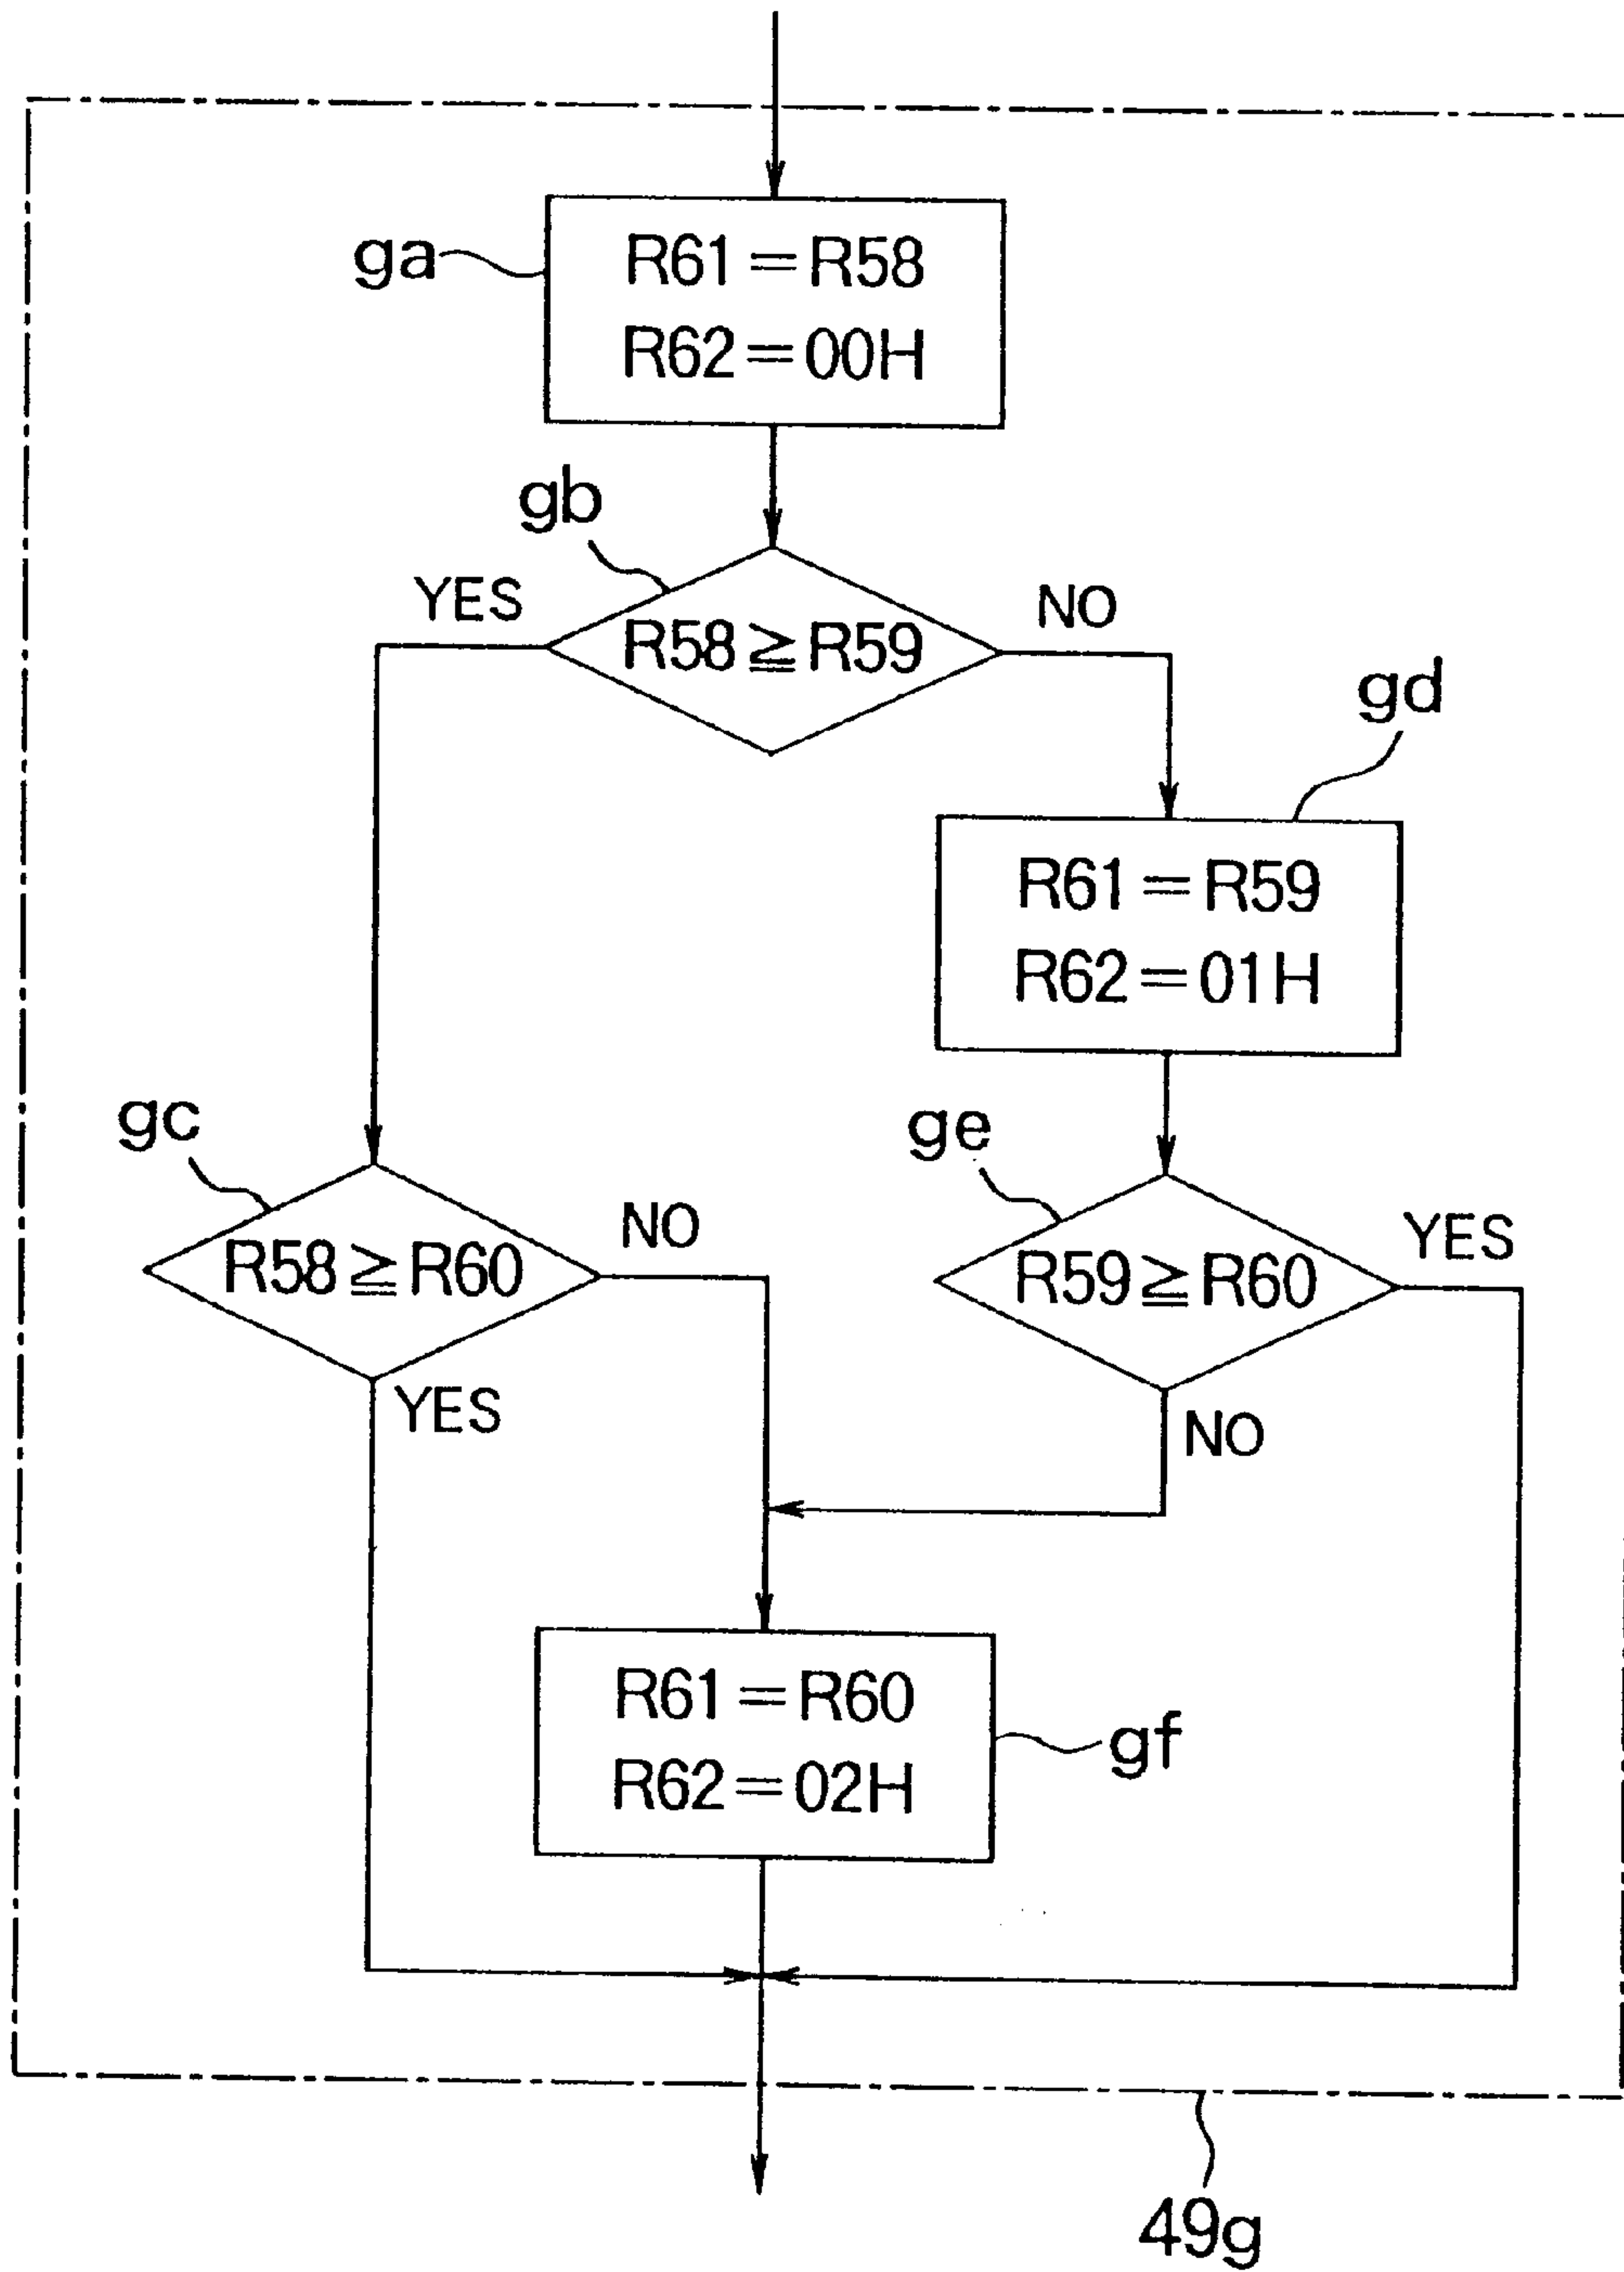 ga
R61=R58
R62=00H
gb
YES
NO
R58≧R59
gd
R61=R59
R62=01H
gc
ge
NO
YES
R58≧R60
R59≧R60
YES
NO
R61=R60
gf
R62=02H
49g